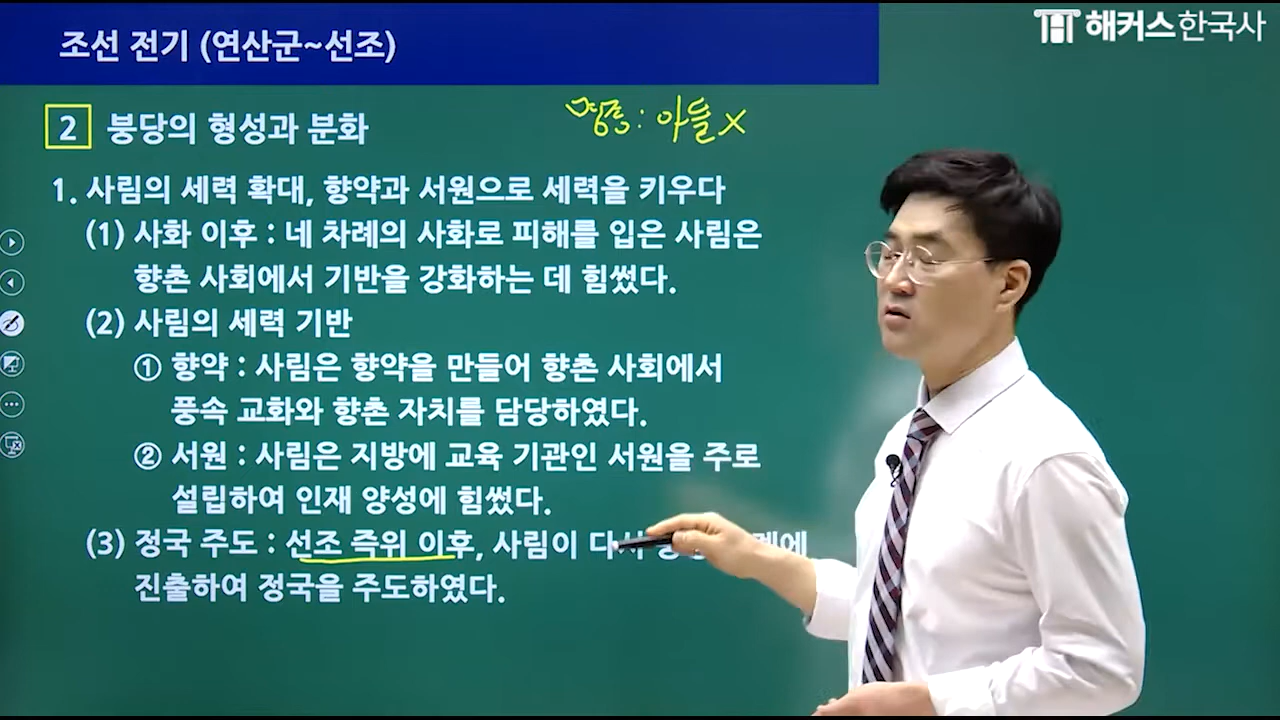 해커스한국사
조선 전기 (연산군~선조)
명종 : 아들 X
2 붕당의 형성과 분화
1. 사림의 세력 확대, 향약과 서원으로 세력을 키우다
(1) 사화 이후 : 네 차례의 사화로 피해를 입은 사림은
향촌 사회에서 기반을 강화하는 데 힘썼다.
(2) 사림의 세력 기반
① 향약 : 사림은 향약을 만들어 향촌 사회에서
풍속 교화와 향촌 자치를 담당하였다.
② 서원 : 사림은 지방에 교육 기관인 서원을 주로
설립하여 인재 양성에 힘썼다.
(3) 정국 주도 : 선조 즉위 이후, 사림이
진출하여 정국을 주도하였다.